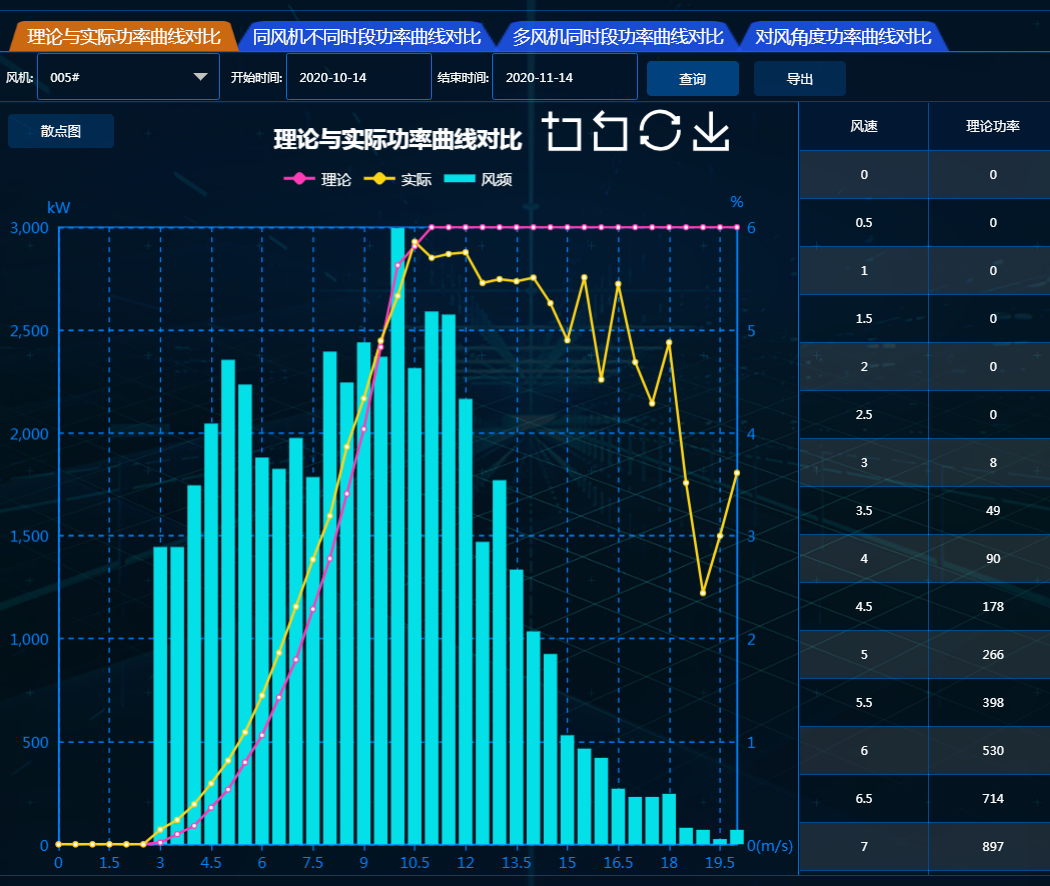 理论与实际功率曲线对比 同风机不同时段功率曲线对比 多风机同时段功率曲线对比 对风角度功率曲线对比
风机: 005# 开始时间: 2020-10-14 结束时间: 2020-11-14 查询 导出
散点图
理论与实际功率曲线对比
理论 实际 风频
kW %
3,000 6
2,500 5
2,000 4
1,500 3
1,000 2
500 1
0 0(m/s)
0 1.5 3 4.5 6 7.5 9 10.5 12 13.5 15 16.5 18 19.5
风速 理论功率
0 0
0.5 0
1 0
1.5 0
2 0
2.5 0
3 8
3.5 49
4 90
4.5 178
5 266
5.5 398
6 530
6.5 714
7 897